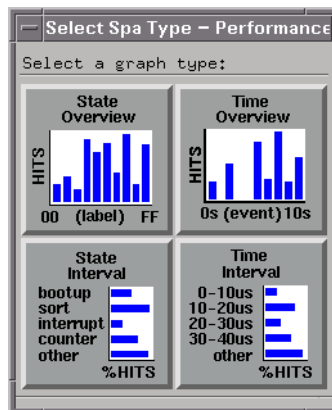 Select Spa Type – Performance
Select a graph type:
State
Overview
HITS
00 (label) FF
Time
Overview
HITS
0s (event) 10s
State
Interval
bootup
sort
interrupt
counter
other
%HITS
Time
Interval
0-10us
10-20us
20-30us
30-40us
other
%HITS